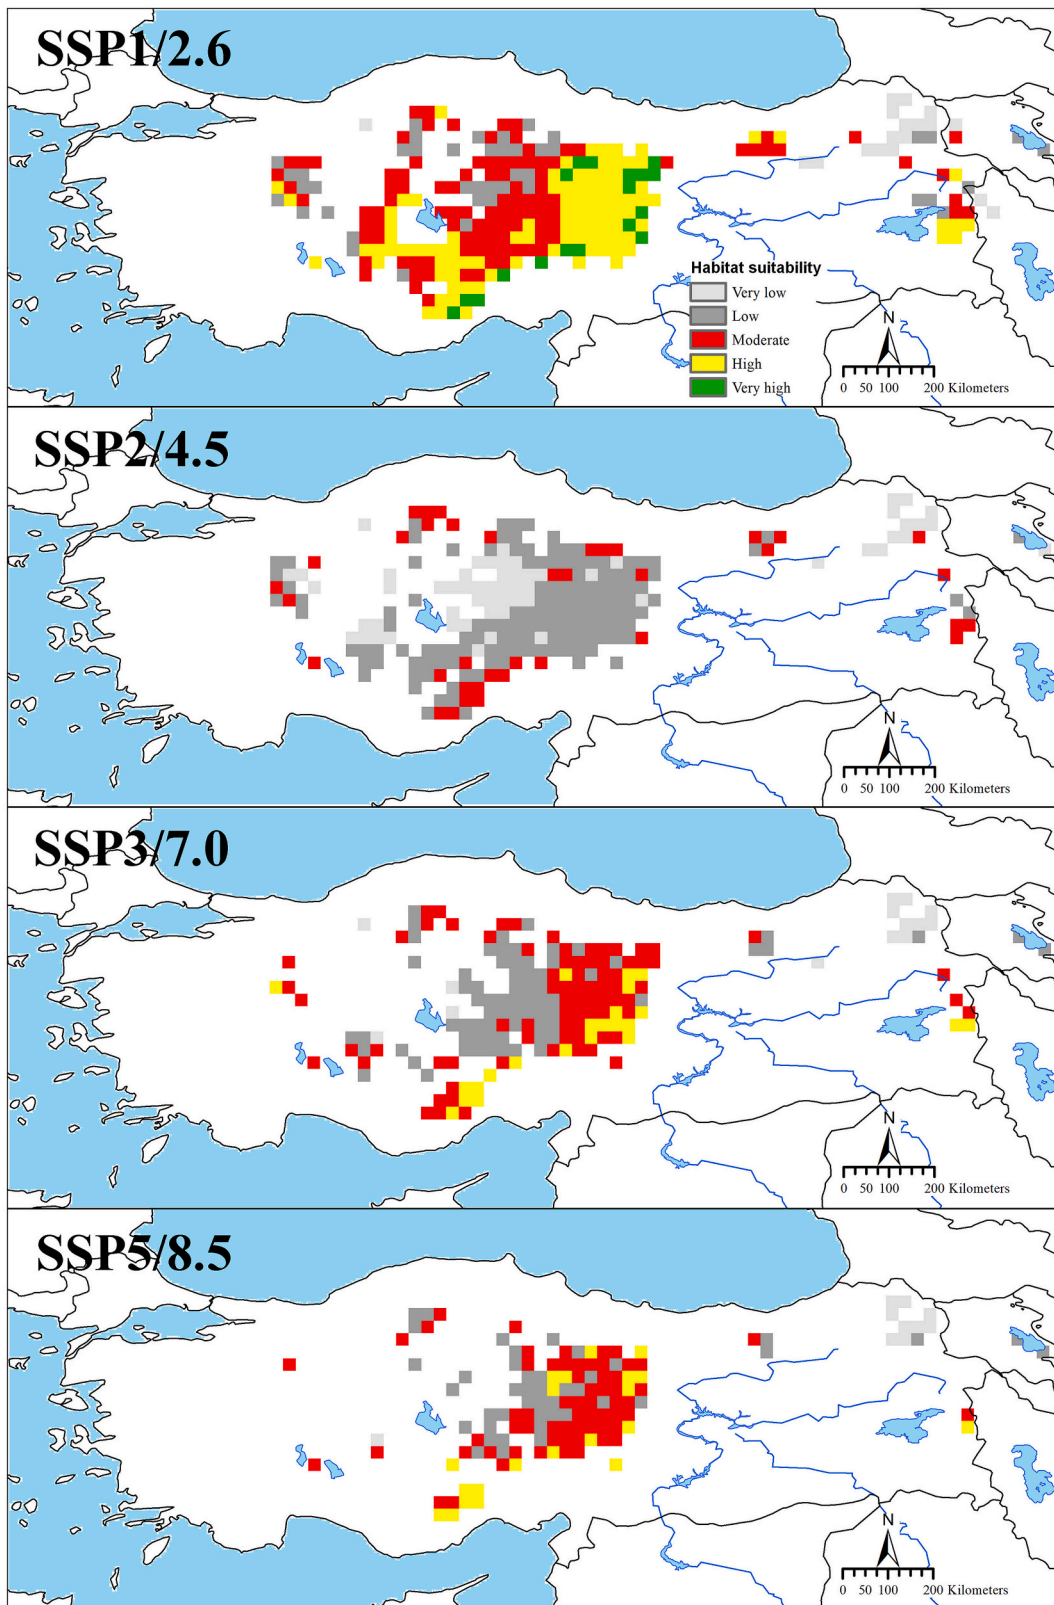 SSP1/2.6
Habitat suitability
Very low
Low
Moderate
High
Very high
N
0 50 100 200 Kilometers
SSP2/4.5
N
0 50 100 200 Kilometers
SSP3/7.0
N
0 50 100 200 Kilometers
SSP5/8.5
N
0 50 100 200 Kilometers